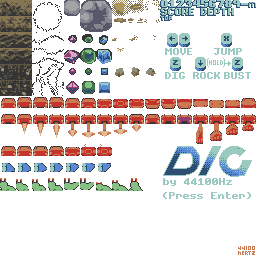 0123456789-m
SCORE DEPTH
MOVE JUMP
Z HOLD Z
DIG ROCK BUST
DIG
by 44100Hz
(Press Enter)
44100
HERTZ